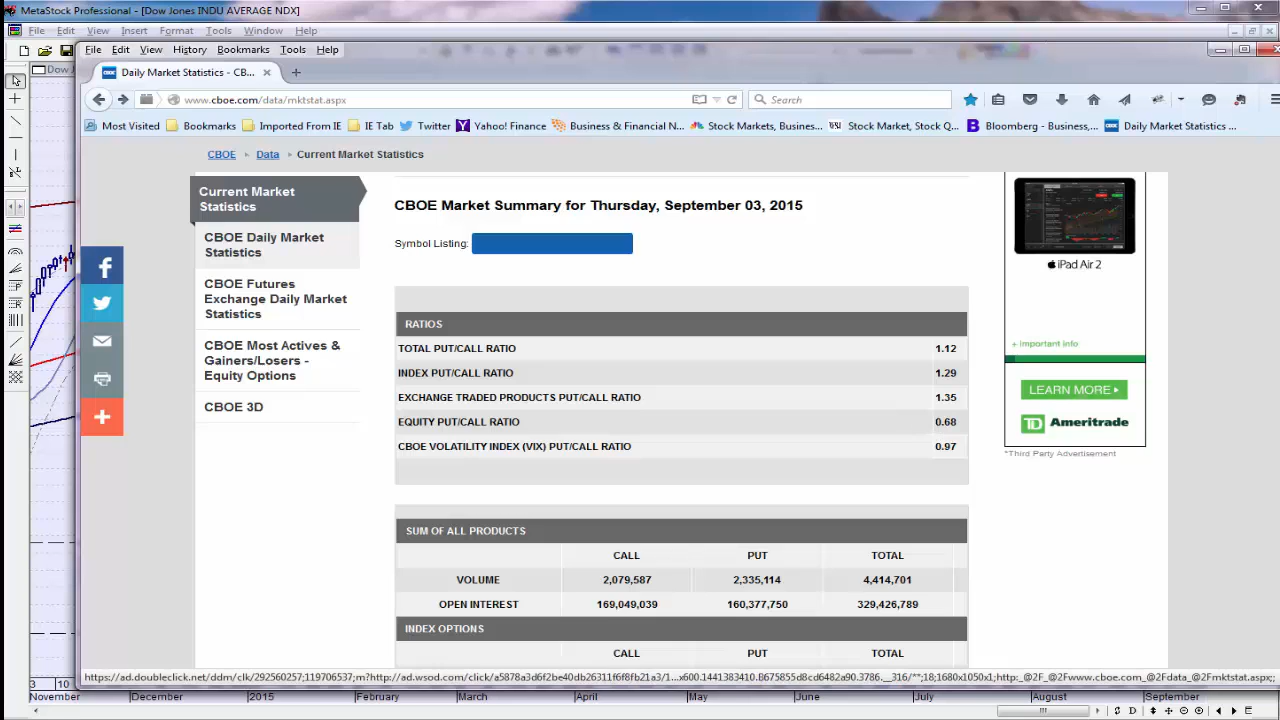 MetaStock Professional - [Dow Jones INDU AVERAGE NDX]
File Edit View Insert Format Tools Window Help
File Edit View History Bookmarks Tools Help
Dow J
Daily Market Statistics - CB...
www.cboe.com/data/mktstat.aspx
Search
Most Visited Bookmarks Imported From IE IE Tab Twitter Yahoo! Finance Business & Financial N... Stock Markets, Busines... Stock Market, Stock Q... Bloomberg - Business,... Daily Market Statistics ...
CBOE Data Current Market Statistics
Current Market
Statistics
CBOE Daily Market
Statistics
CBOE Futures
Exchange Daily Market
Statistics
CBOE Most Actives &
Gainers/Losers -
Equity Options
CBOE 3D
CBOE Market Summary for Thursday, September 03, 2015
Symbol Listing:
RATIOS
TOTAL PUT/CALL RATIO 1.12
INDEX PUT/CALL RATIO 1.29
EXCHANGE TRADED PRODUCTS PUT/CALL RATIO 1.35
EQUITY PUT/CALL RATIO 0.68
CBOE VOLATILITY INDEX (VIX) PUT/CALL RATIO 0.97
SUM OF ALL PRODUCTS
CALL PUT TOTAL
VOLUME 2,079,587 2,335,114 4,414,701
OPEN INTEREST 169,049,039 160,377,750 329,426,789
INDEX OPTIONS
CALL PUT TOTAL
iPad Air 2
+ Important info
LEARN MORE
TD Ameritrade
*Third Party Advertisement
3 10
November December 2015 February March April May June July August September